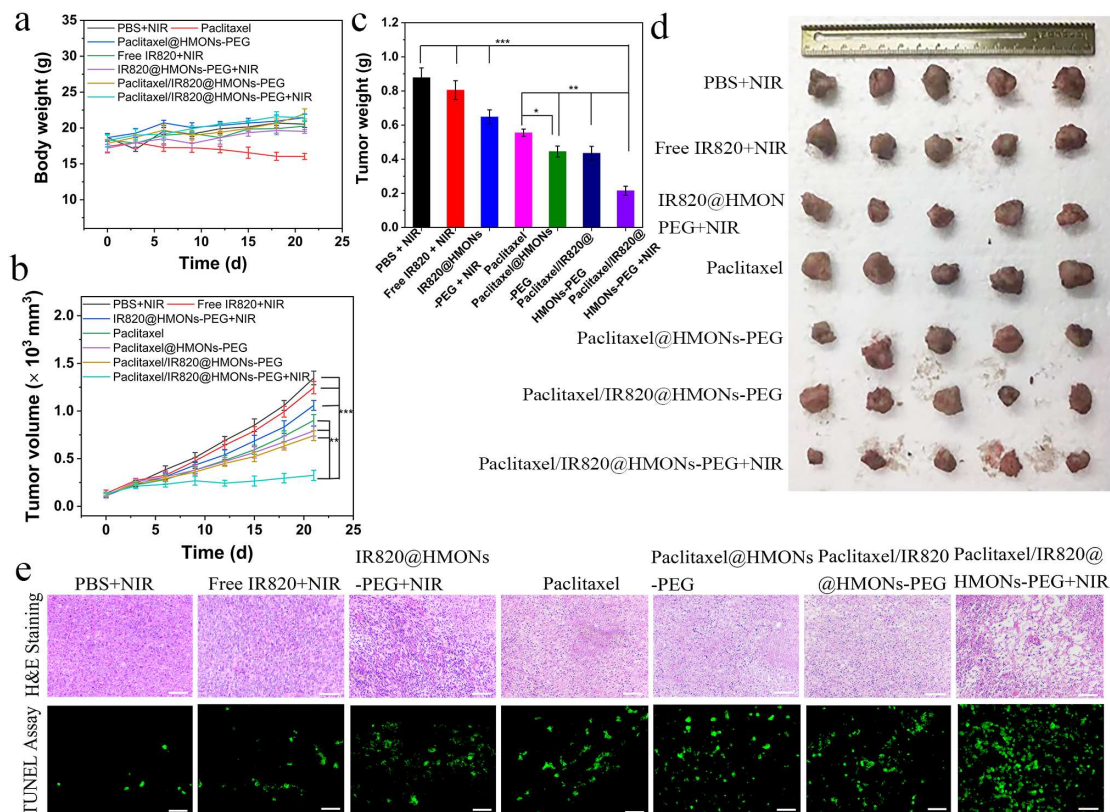 a
35
30
25
20
15
10
Body weight (g)
PBS+NIR
Paclitaxel
Paclitaxel@HMONs-PEG
Free IR820+NIR
IR820@HMONs-PEG+NIR
Paclitaxel/IR820@HMONs-PEG
Paclitaxel/IR820@HMONs-PEG+NIR
0 5 10 15 20 25
Time (d)
b
2.0
1.5
1.0
0.5
0.0
Tumor volume (× 10³ mm³)
PBS+NIR
Free IR820+NIR
IR820@HMONs-PEG+NIR
Paclitaxel
Paclitaxel@HMONs-PEG
Paclitaxel/IR820@HMONs-PEG
Paclitaxel/IR820@HMONs-PEG+NIR
***
**
0 5 10 15 20 25
Time (d)
c
1.2
1.0
0.8
0.6
0.4
0.2
0.0
Tumor weight (g)
***
**
*
PBS + NIR
Free IR820 + NIR
IR820@HMONs
-PEG + NIR
Paclitaxel
Paclitaxel@HMONs
-PEG
Paclitaxel/IR820@
HMONs-PEG
Paclitaxel/IR820@
HMONs-PEG +NIR
d
PBS+NIR
Free IR820+NIR
IR820@HMON
PEG+NIR
Paclitaxel
Paclitaxel@HMONs-PEG
Paclitaxel/IR820@HMONs-PEG
Paclitaxel/IR820@HMONs-PEG+NIR
e
PBS+NIR
Free IR820+NIR
IR820@HMONs
-PEG+NIR
Paclitaxel
Paclitaxel@HMONs
-PEG
Paclitaxel/IR820
@HMONs-PEG
Paclitaxel/IR820@
HMONs-PEG+NIR
H&E Staining
TUNEL Assay